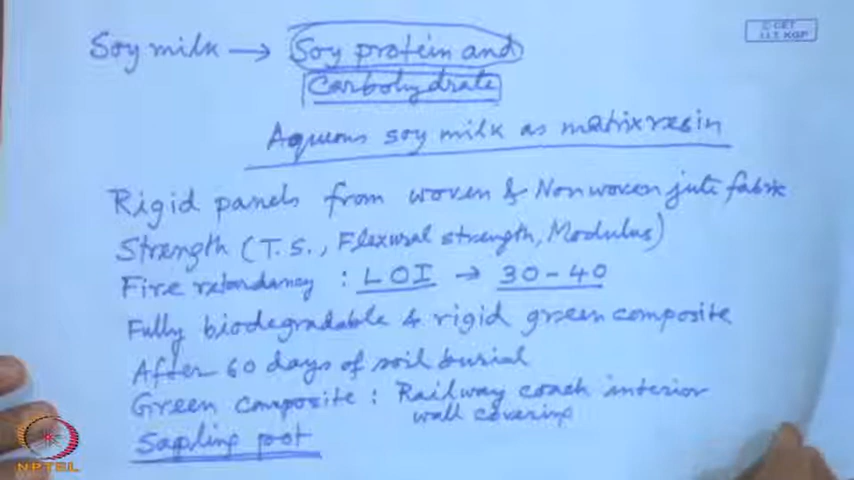 Soy milk → Soy protein and
Carbohydrate
© CET
I.I.T. KGP
Aqueous soy milk as matrix resin
Rigid panels from woven & Nonwoven jute fabric
Strength (T.S., Flexural strength, Modulus)
Fire retardancy : LOI → 30-40
Fully biodegradable & rigid green composite
After 60 days of soil burial
Green composite : Railway coach interior
wall covering
Sapling pot
NPTEL